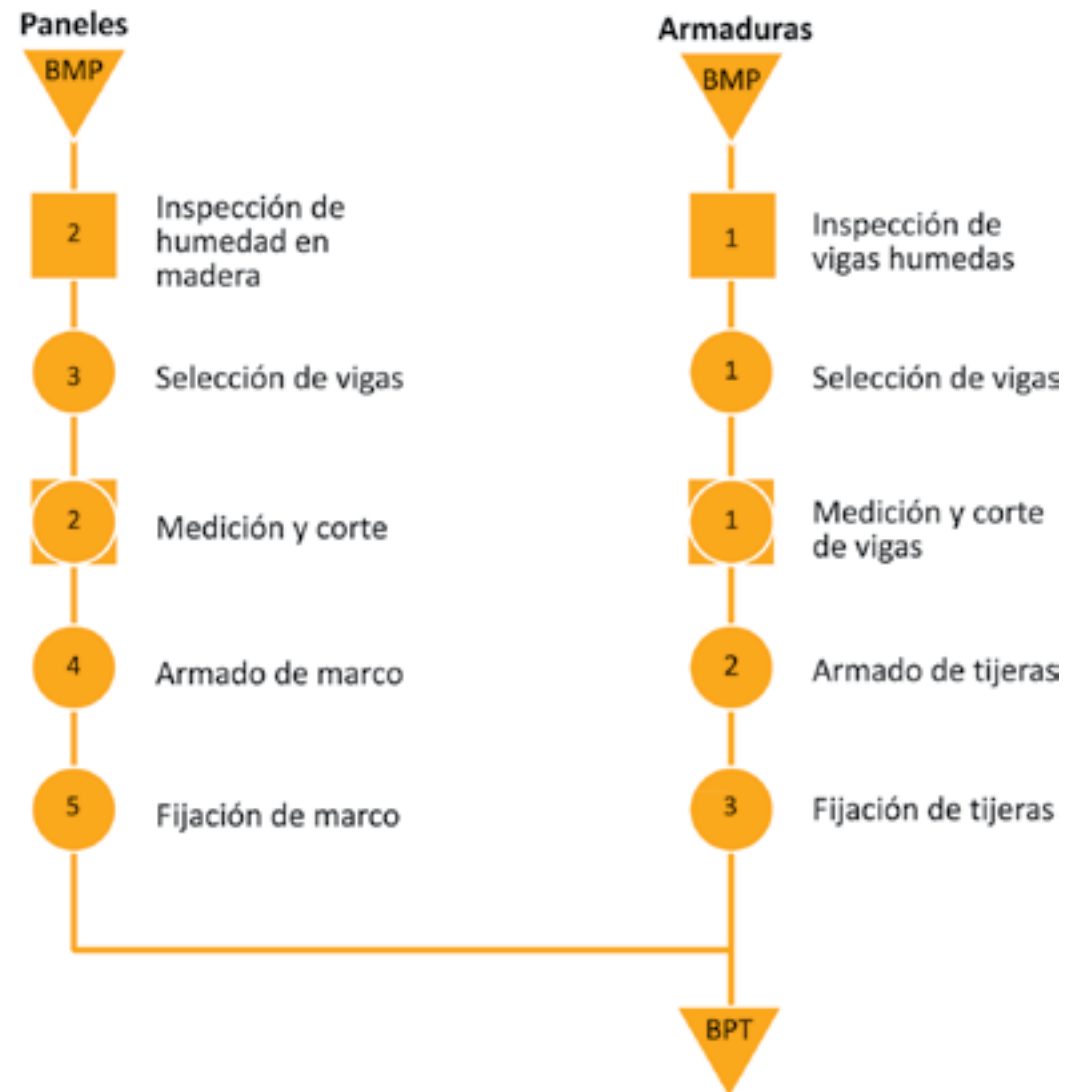 Paneles
BMP
2
Inspección de
humedad en
madera
3
Selección de vigas
2
Medición y corte
4
Armado de marco
5
Fijación de marco
Armaduras
BMP
1
Inspección de
vigas humedas
1
Selección de vigas
1
Medición y corte
de vigas
2
Armado de tijeras
3
Fijación de tijeras
BPT